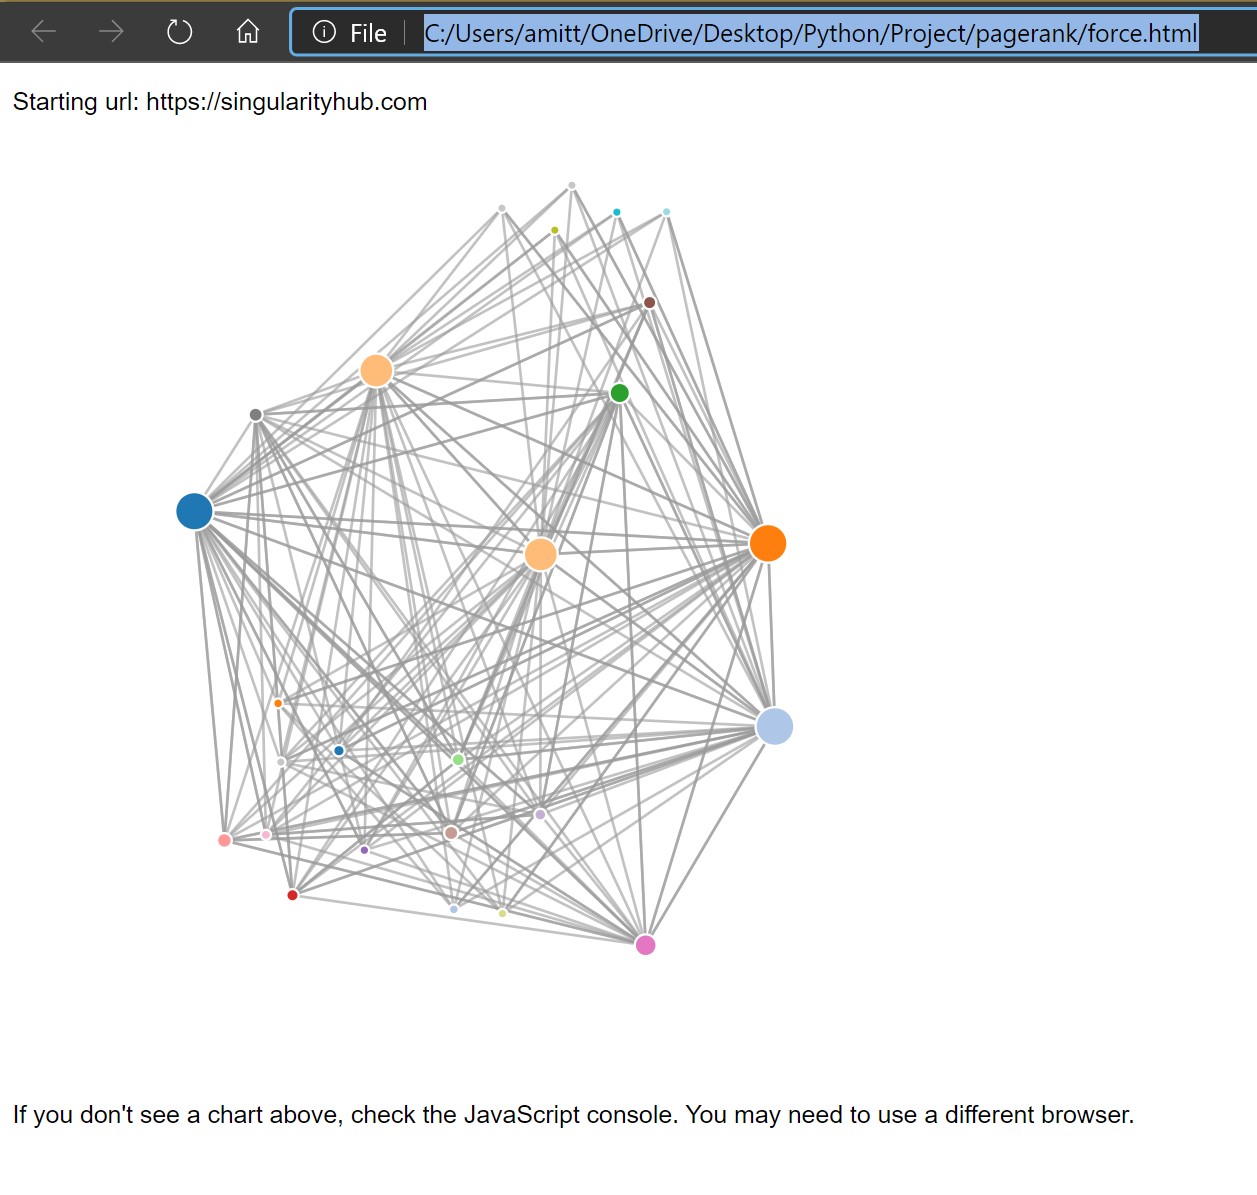 File C:/Users/amitt/OneDrive/Desktop/Python/Project/pagerank/force.html
Starting url: https://singularityhub.com
If you don't see a chart above, check the JavaScript console. You may need to use a different browser.